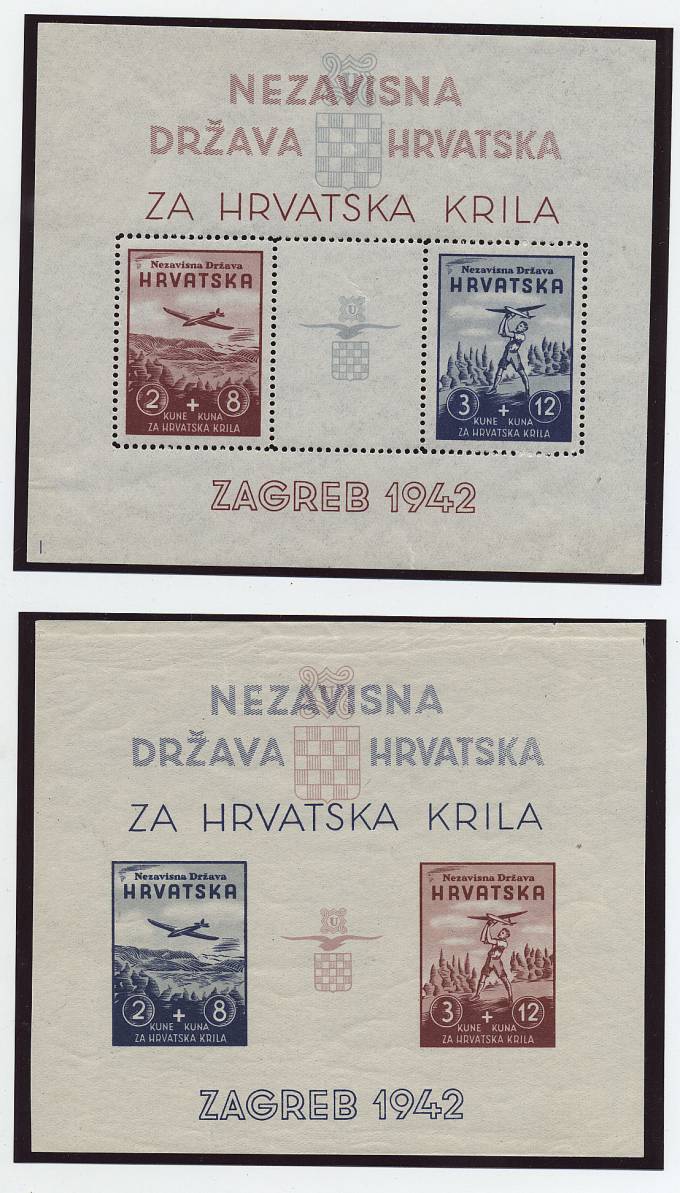 NEZAVISNA
DRŽAVA HRVATSKA
U
ZA HRVATSKA KRILA
Nezavisna Država
HRVATSKA
2 + 8
KUNE KUNA
ZA HRVATSKA KRILA
U
Nezavisna Država
HRVATSKA
3 + 12
KUNE KUNA
ZA HRVATSKA KRILA
ZAGREB 1942
NEZAVISNA
DRŽAVA HRVATSKA
U
ZA HRVATSKA KRILA
Nezavisna Država
HRVATSKA
2 + 8
KUNE KUNA
ZA HRVATSKA KRILA
U
Nezavisna Država
HRVATSKA
3 + 12
KUNE KUNA
ZA HRVATSKA KRILA
ZAGREB 1942